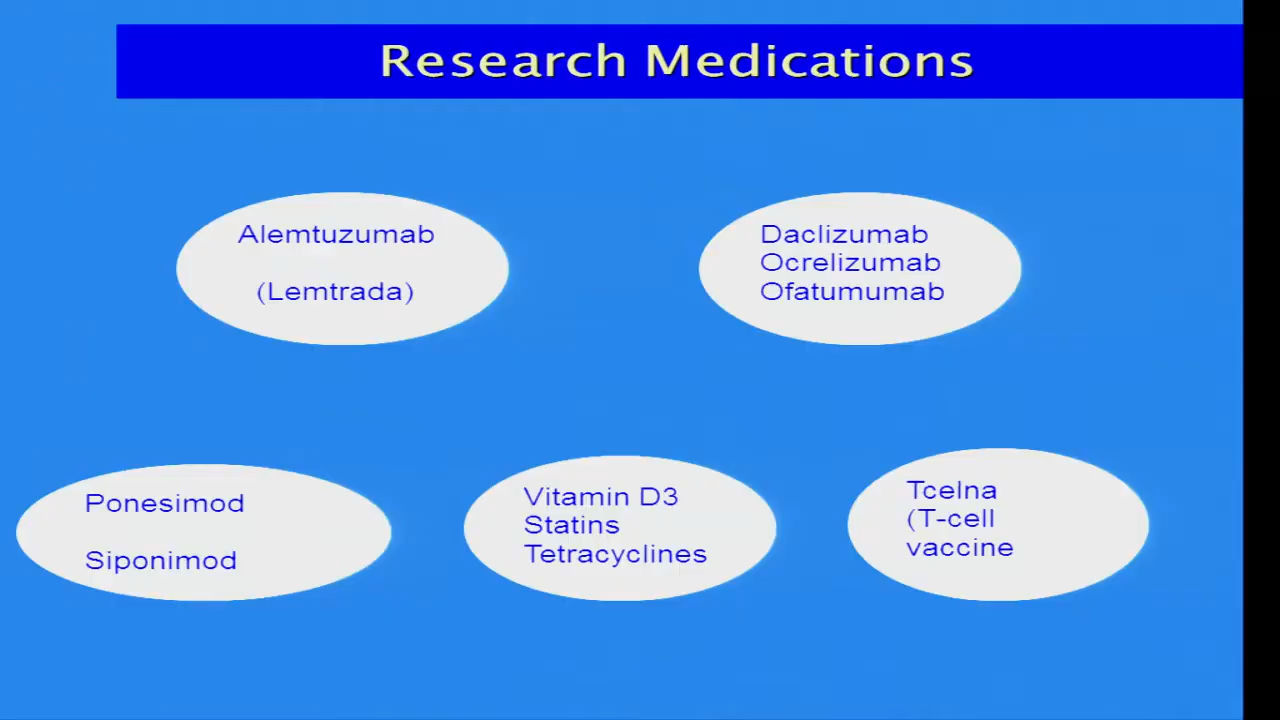 Research Medications
Alemtuzumab
(Lemtrada)
Daclizumab
Ocrelizumab
Ofatumumab
Ponesimod
Siponimod
Vitamin D3
Statins
Tetracyclines
Tcelna
(T-cell
vaccine